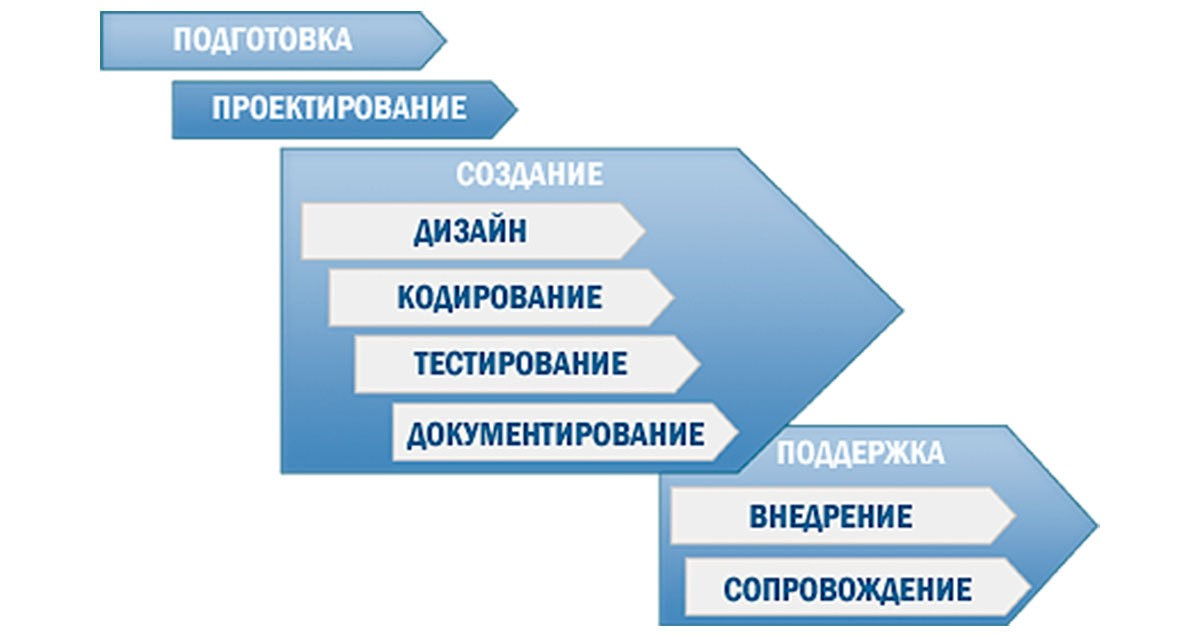 ПОДГОТОВКА
ПРОЕКТИРОВАНИЕ
СОЗДАНИЕ
ДИЗАЙН
КОДИРОВАНИЕ
ТЕСТИРОВАНИЕ
ДОКУМЕНТИРОВАНИЕ
ПОДДЕРЖКА
ВНЕДРЕНИЕ
СОПРОВОЖДЕНИЕ